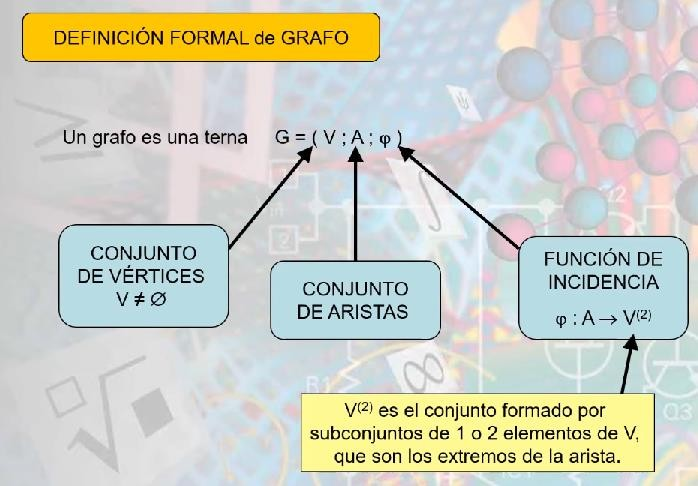 DEFINICIÓN FORMAL de GRAFO
Un grafo es una terna G = ( V ; A ; φ )
CONJUNTO
DE VÉRTICES
V ≠ ∅
CONJUNTO
DE ARISTAS
FUNCIÓN DE
INCIDENCIA
φ : A → V⁽²⁾
V⁽²⁾ es el conjunto formado por
subconjuntos de 1 o 2 elementos de V,
que son los extremos de la arista.
R1
Q3
∞